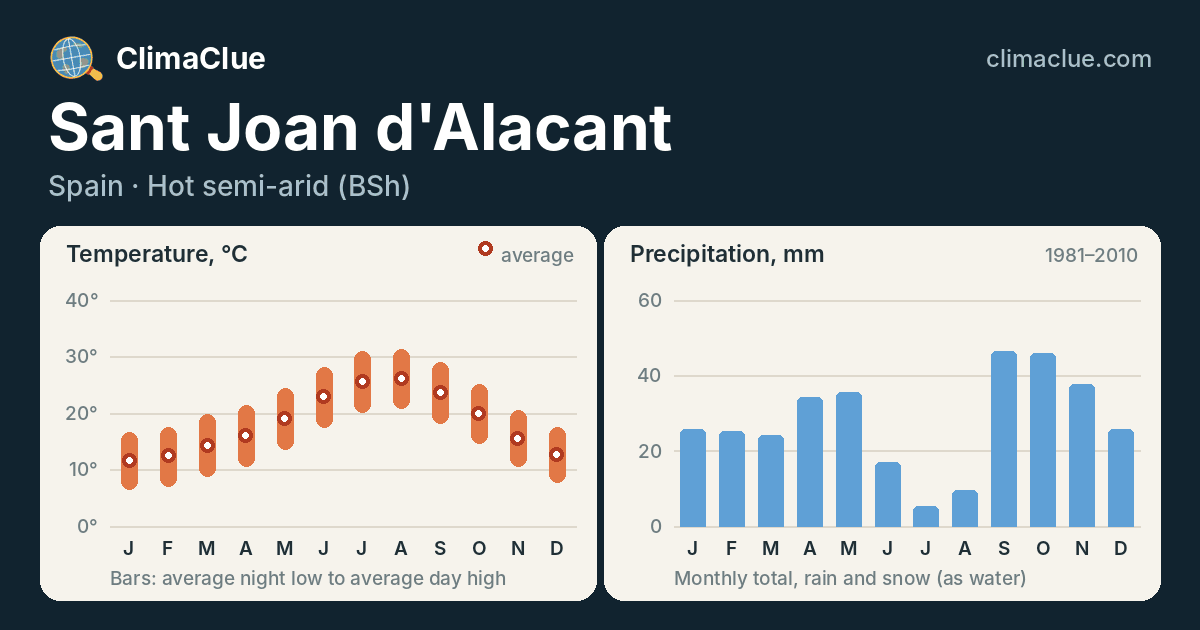 ClimaClue
climaclue.com
Sant Joan d'Alacant
Spain · Hot semi-arid (BSh)
Temperature, °C
average
40°
30°
20°
10°
0°
J F M A M J J A S O N D
Bars: average night low to average day high
Precipitation, mm
1981–2010
60
40
20
0
J F M A M J J A S O N D
Monthly total, rain and snow (as water)